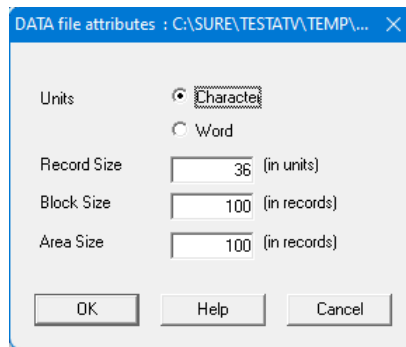 DATA file attributes : C:\SURE\TESTATV\TEMP\...
Units
Character
Word
Record Size 36 (in units)
Block Size 100 (in records)
Area Size 100 (in records)
OK Help Cancel